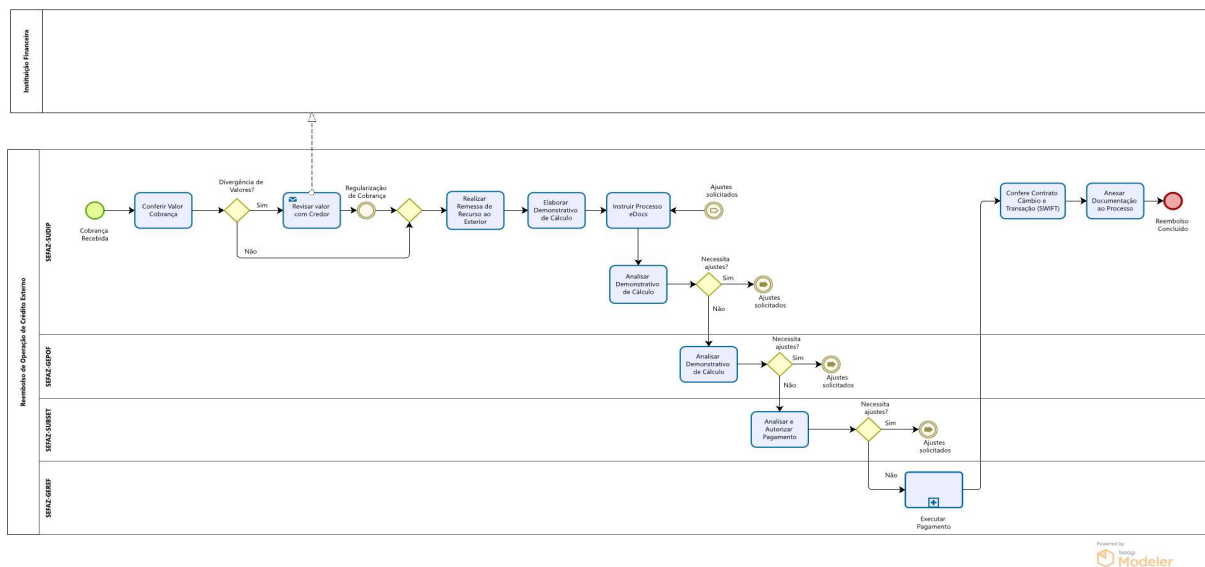 Instituição Financeira
Reembolso de Operação de Crédito Externo
SEFAZ-SUDIP
Cobrança
Recebida
Conferir Valor
Cobrança
Divergência de
Valores?
Sim
Não
Revisar valor
com Credor
Regularização
de Cobrança
Realizar
Remessa de
Recurso ao
Exterior
Elaborar
Demonstrativo
de Cálculo
Instruir Processo
eDocs
Ajustes
solicitados
Analisar
Demonstrativo
de Cálculo
Necessita
ajustes?
Sim
Não
Ajustes
solicitados
Confere Contrato
Câmbio e
Transação (SWIFT)
Anexar
Documentação
ao Processo
Reembolso
Concluído
SEFAZ-GEPOF
Analisar
Demonstrativo
de Cálculo
Necessita
ajustes?
Sim
Não
Ajustes
solicitados
SEFAZ-SUBSET
Analisar e
Autorizar
Pagamento
Necessita
ajustes?
Sim
Ajustes
solicitados
SEFAZ-GEREF
Não
Executar
Pagamento
Powered by
bizagi
Modeler